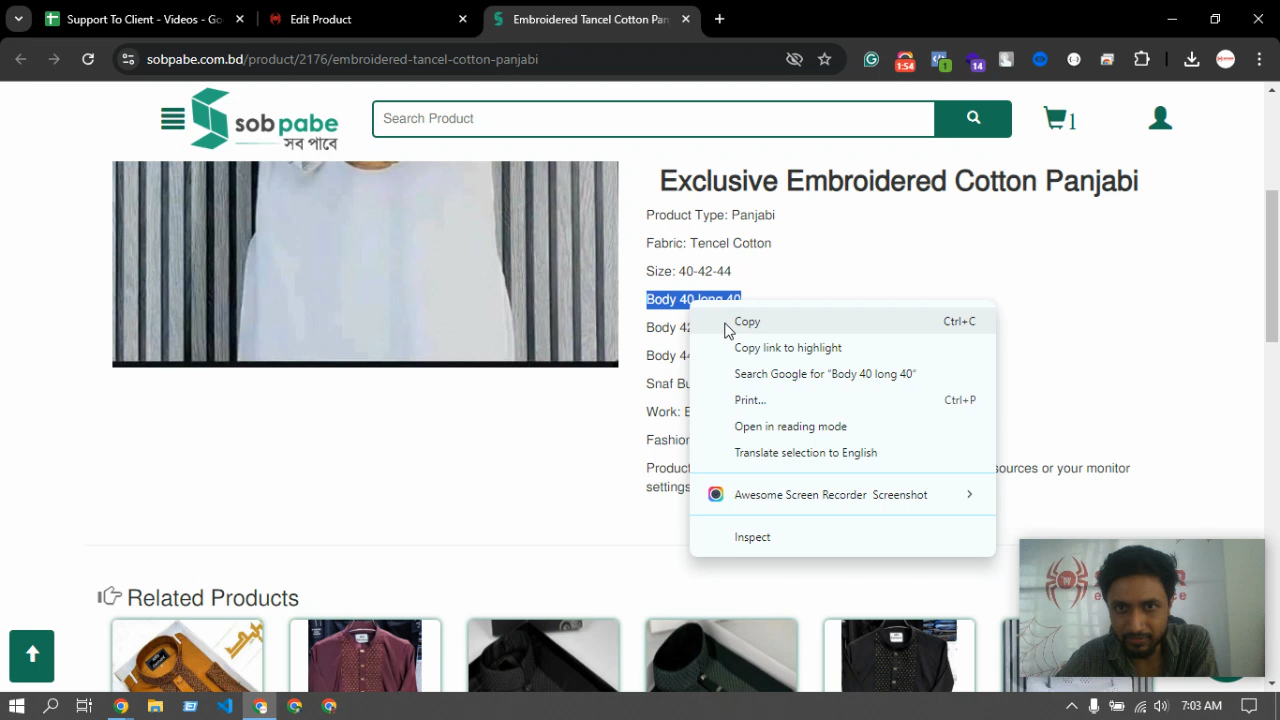 Support To Client - Videos - Go
Edit Product
Embroidered Tancel Cotton Pan
sobpabe.com.bd/product/2176/embroidered-tancel-cotton-panjabi
1:54
1
14
sobpabe
সব পাবে
Search Product
1
Exclusive Embroidered Cotton Panjabi
Product Type: Panjabi
Fabric: Tencel Cotton
Size: 40-42-44
Body 40 long 40
Body 42
Body 44
Snaf Bu
Work: E
Fashion
Product
sources or your monitor
settings
Copy Ctrl+C
Copy link to highlight
Search Google for “Body 40 long 40”
Print... Ctrl+P
Open in reading mode
Translate selection to English
Awesome Screen Recorder Screenshot
Inspect
Related Products
7:03 AM